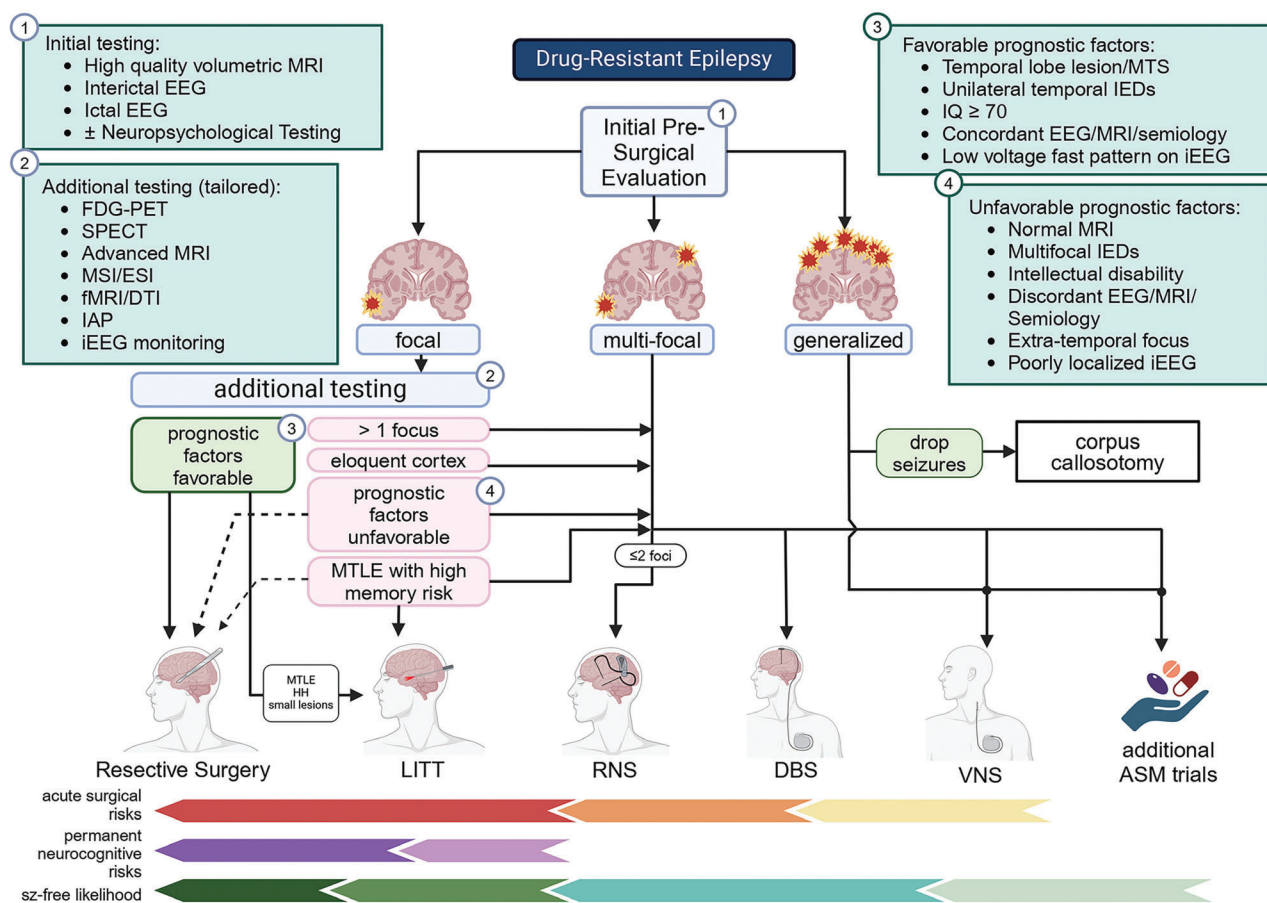 1
Initial testing:
• High quality volumetric MRI
• Interictal EEG
• Ictal EEG
• ± Neuropsychological Testing
2
Additional testing (tailored):
• FDG-PET
• SPECT
• Advanced MRI
• MSI/ESI
• fMRI/DTI
• IAP
• iEEG monitoring
Drug-Resistant Epilepsy
1
Initial Pre-
Surgical
Evaluation
3
Favorable prognostic factors:
• Temporal lobe lesion/MTS
• Unilateral temporal IEDs
• IQ ≥ 70
• Concordant EEG/MRI/semiology
• Low voltage fast pattern on iEEG
4
Unfavorable prognostic factors:
• Normal MRI
• Multifocal IEDs
• Intellectual disability
• Discordant EEG/MRI/
Semiology
• Extra-temporal focus
• Poorly localized iEEG
focal
multi-focal
generalized
additional testing
2
prognostic
factors
favorable
3
> 1 focus
eloquent cortex
prognostic
factors
unfavorable
4
MTLE with high
memory risk
≤2 foci
drop
seizures
corpus
callosotomy
MTLE
HH
small lesions
Resective Surgery
LITT
RNS
DBS
VNS
additional
ASM trials
acute surgical
risks
permanent
neurocognitive
risks
sz-free likelihood